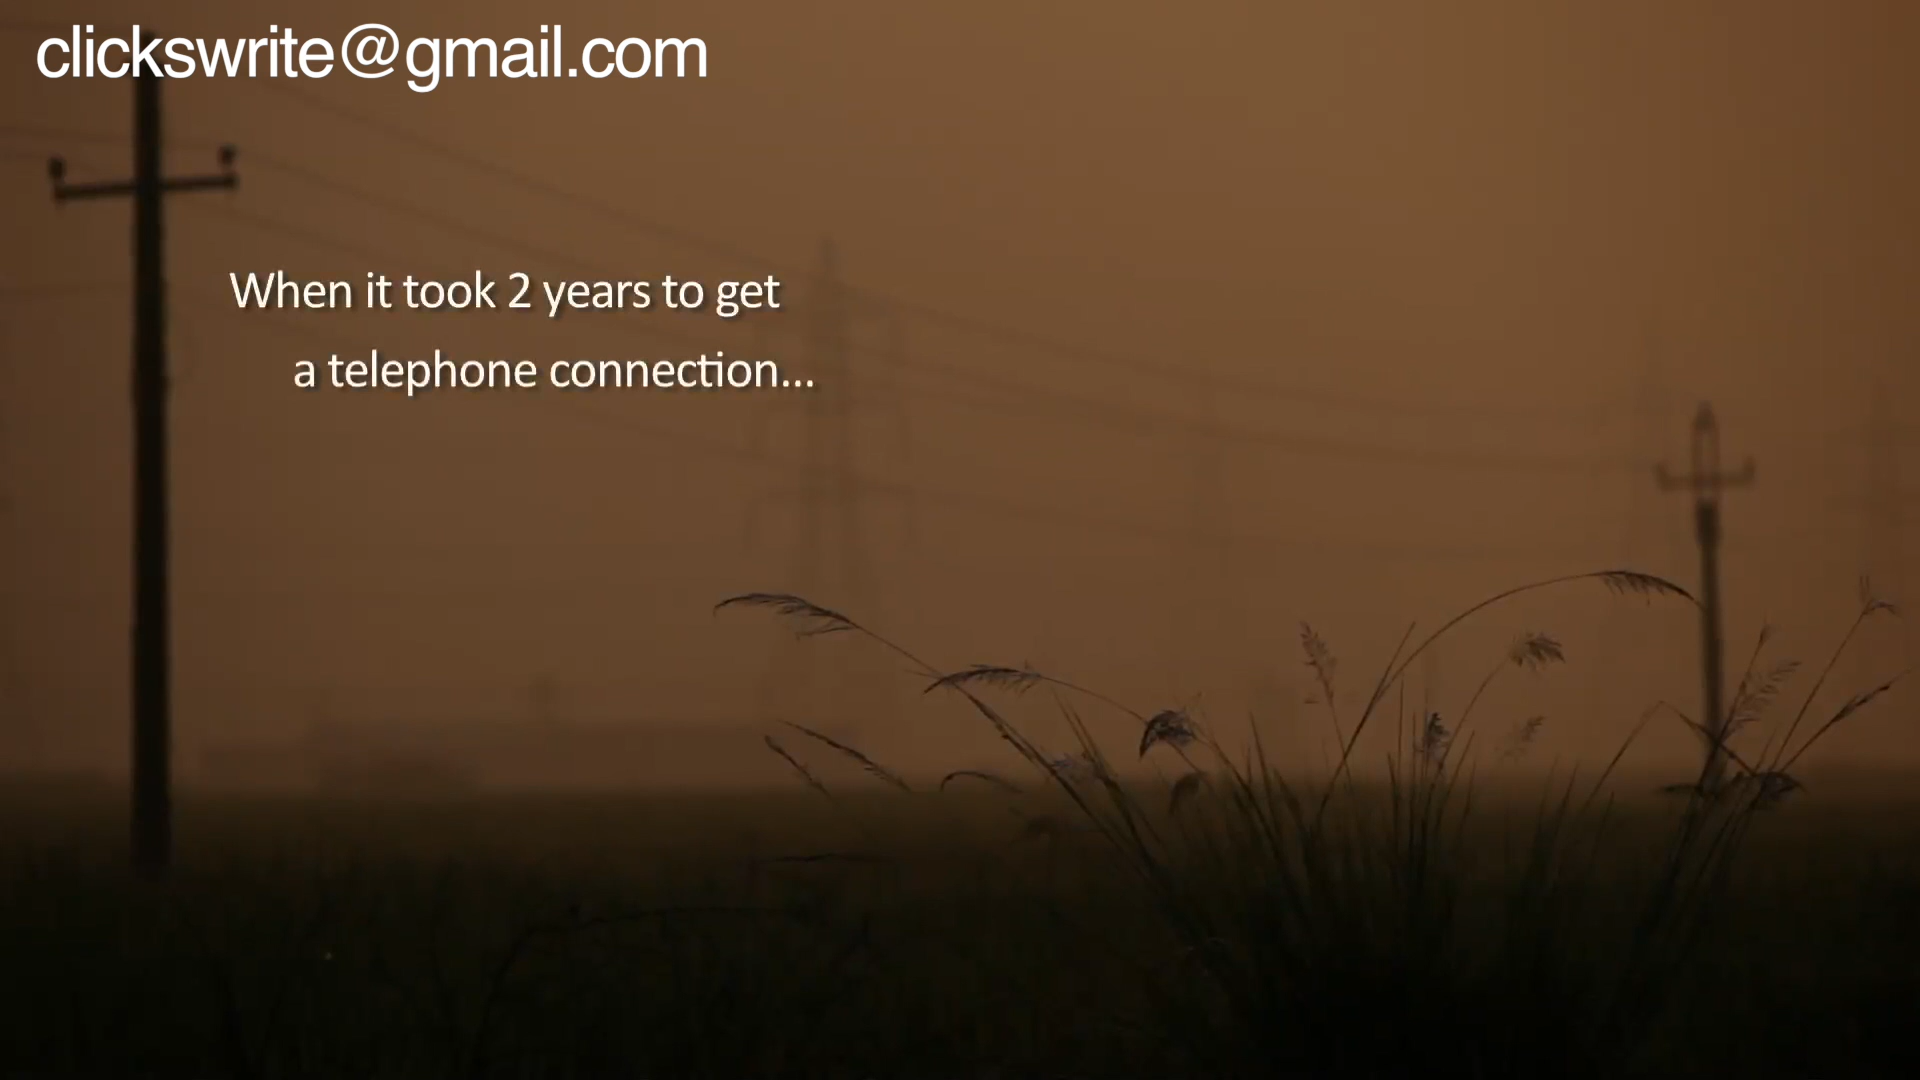 clickswrite@gmail.com
When it took 2 years to get
a telephone connection...